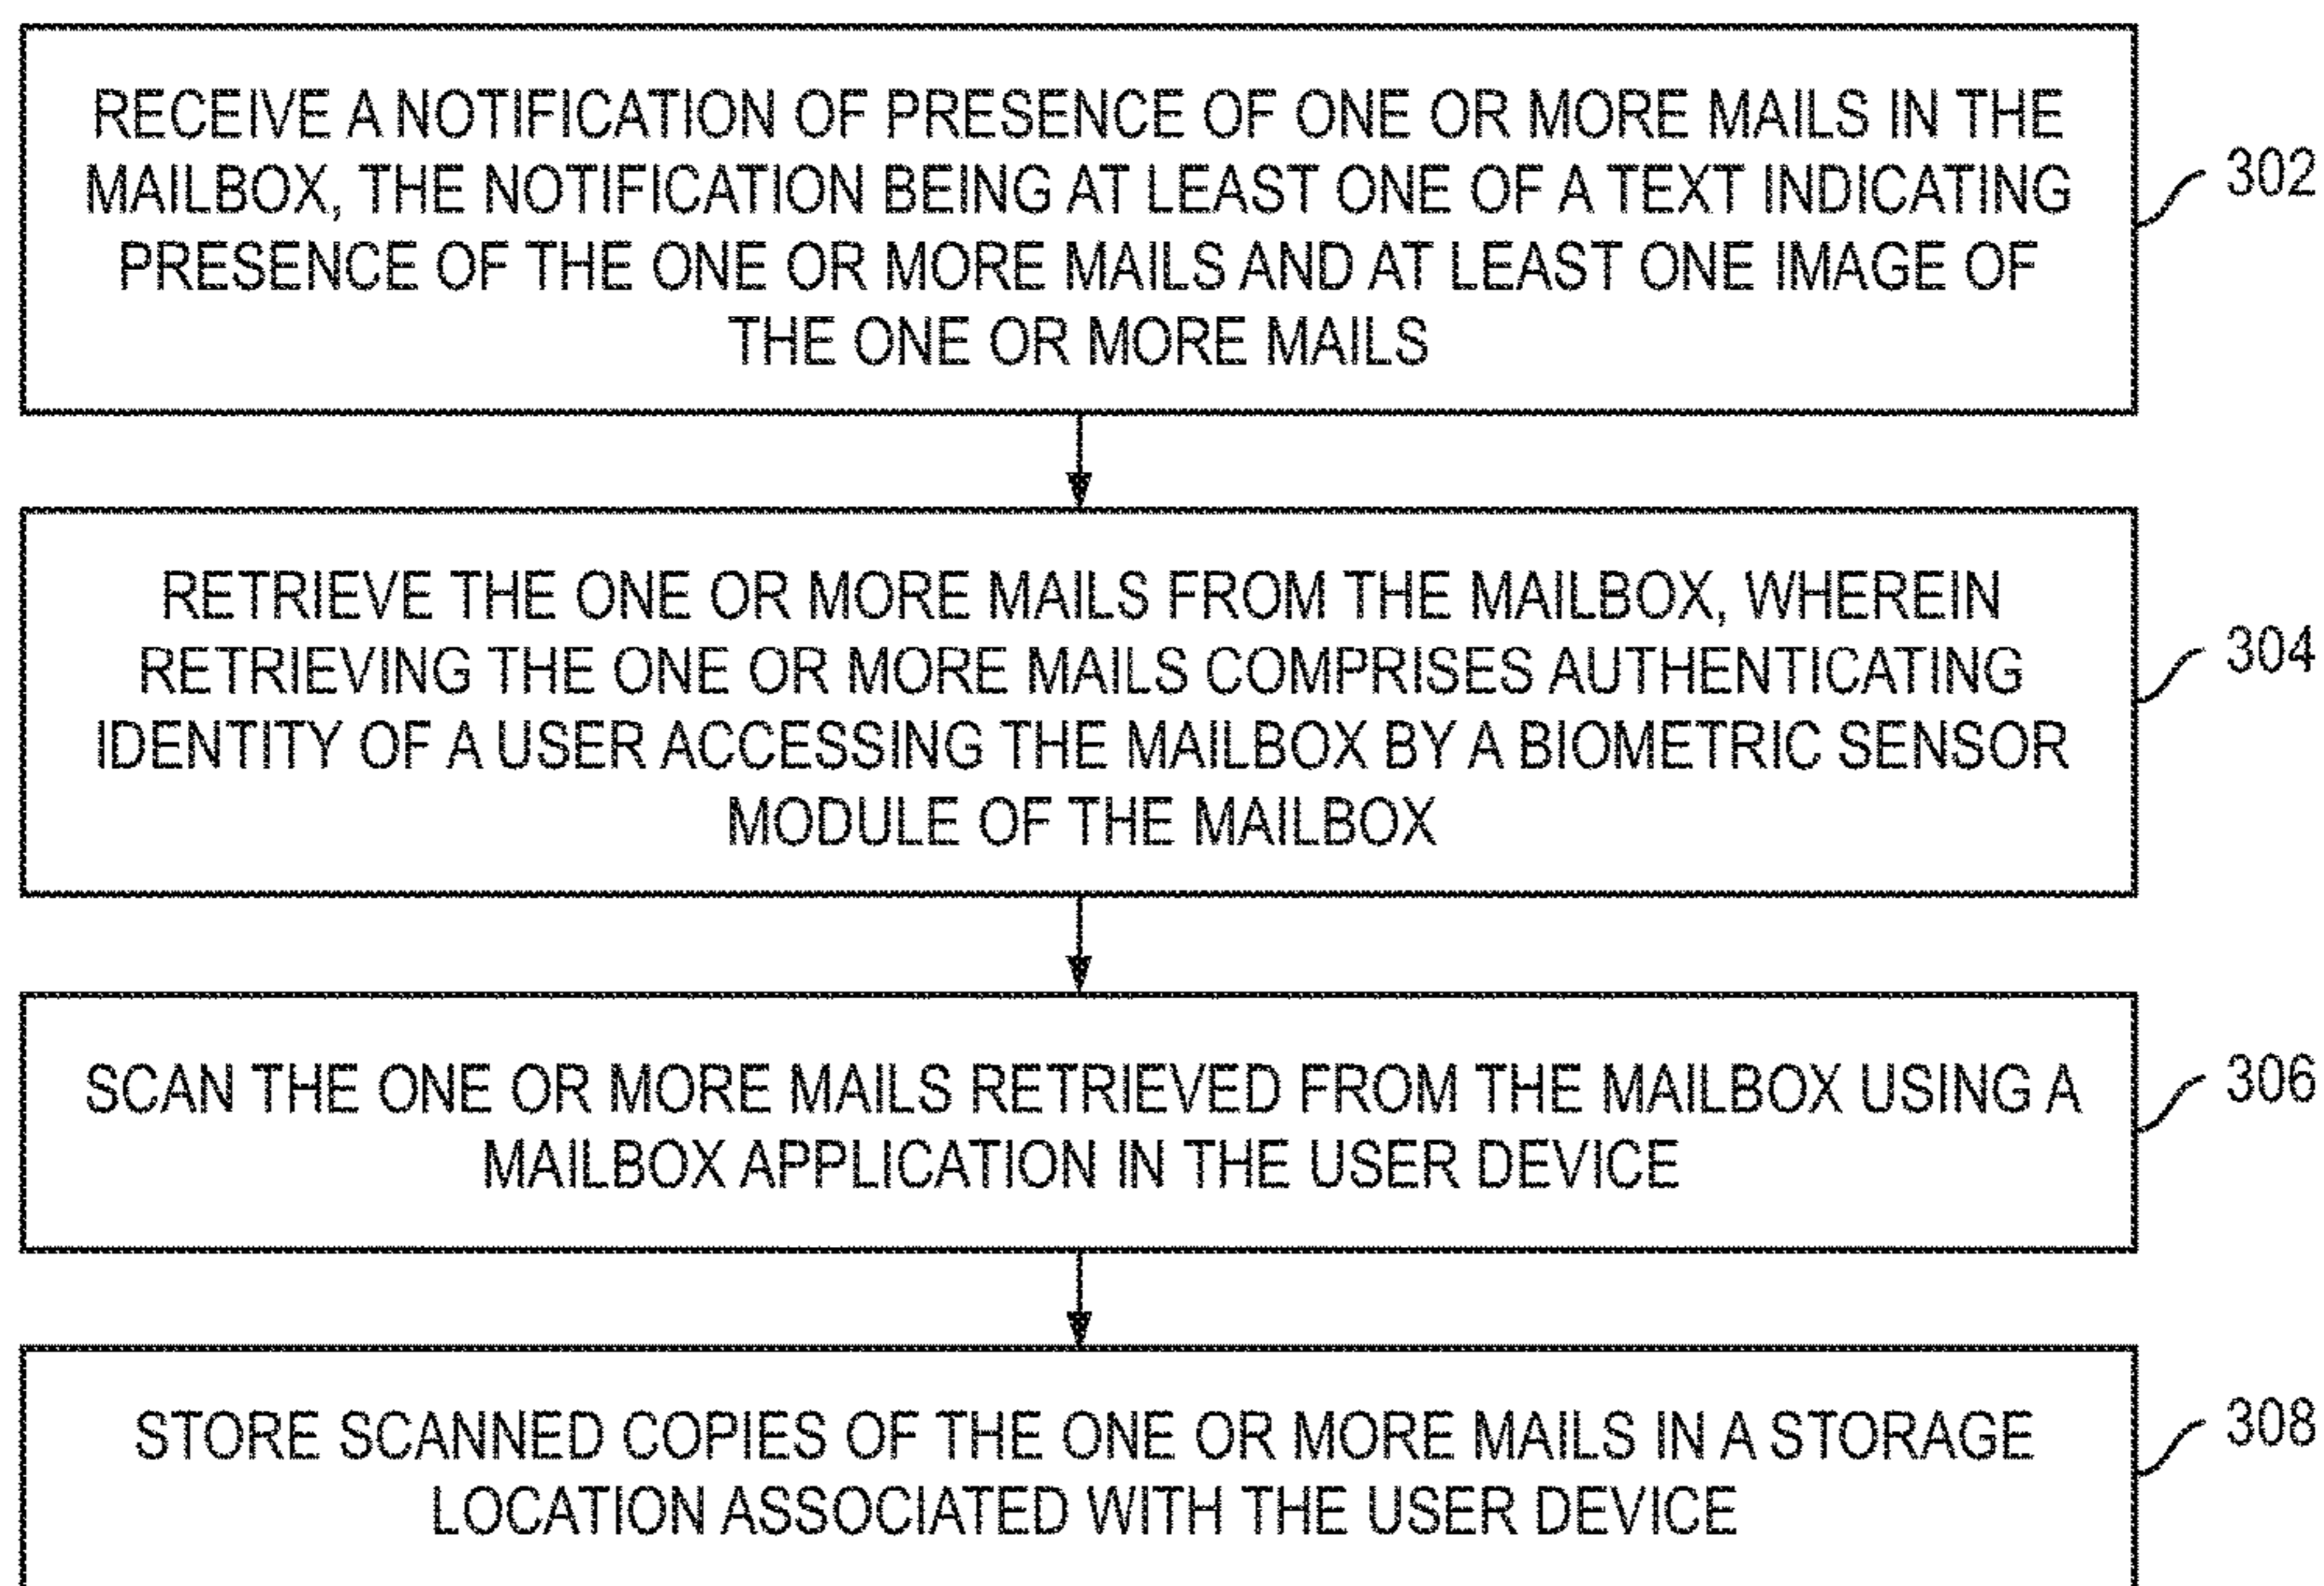 RECEIVE A NOTIFICATION OF PRESENCE OF ONE OR MORE MAILS IN THE
MAILBOX, THE NOTIFICATION BEING AT LEAST ONE OF A TEXT INDICATING
PRESENCE OF THE ONE OR MORE MAILS AND AT LEAST ONE IMAGE OF
THE ONE OR MORE MAILS
302
RETRIEVE THE ONE OR MORE MAILS FROM THE MAILBOX, WHEREIN
RETRIEVING THE ONE OR MORE MAILS COMPRISES AUTHENTICATING
IDENTITY OF A USER ACCESSING THE MAILBOX BY A BIOMETRIC SENSOR
MODULE OF THE MAILBOX
304
SCAN THE ONE OR MORE MAILS RETRIEVED FROM THE MAILBOX USING A
MAILBOX APPLICATION IN THE USER DEVICE
306
STORE SCANNED COPIES OF THE ONE OR MORE MAILS IN A STORAGE
LOCATION ASSOCIATED WITH THE USER DEVICE
308